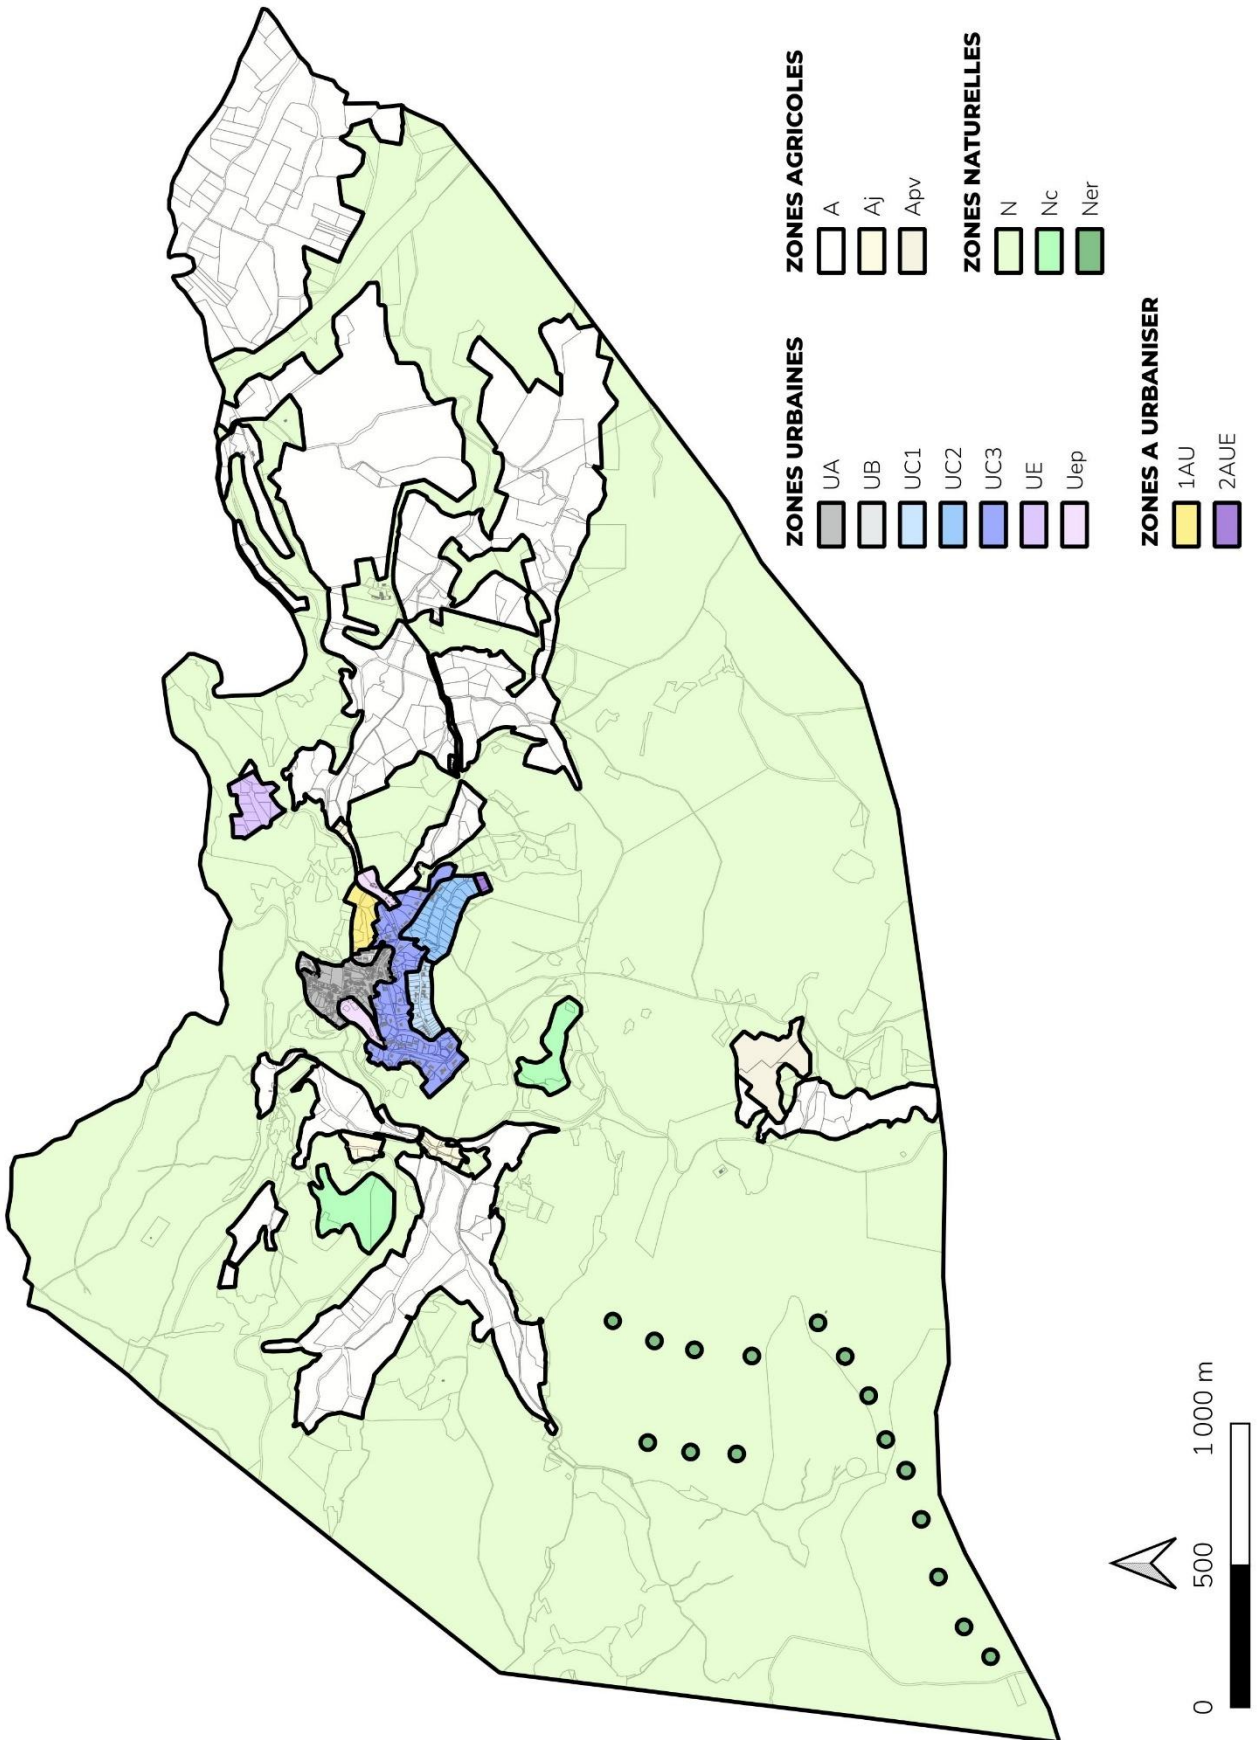 ZONES URBAINES
UA
UB
UC1
UC2
UC3
UE
Uep
ZONES A URBANISER
1AU
2AUE
ZONES AGRICOLES
A
Aj
Apv
ZONES NATURELLES
N
Nc
Ner
0 500 1 000 m